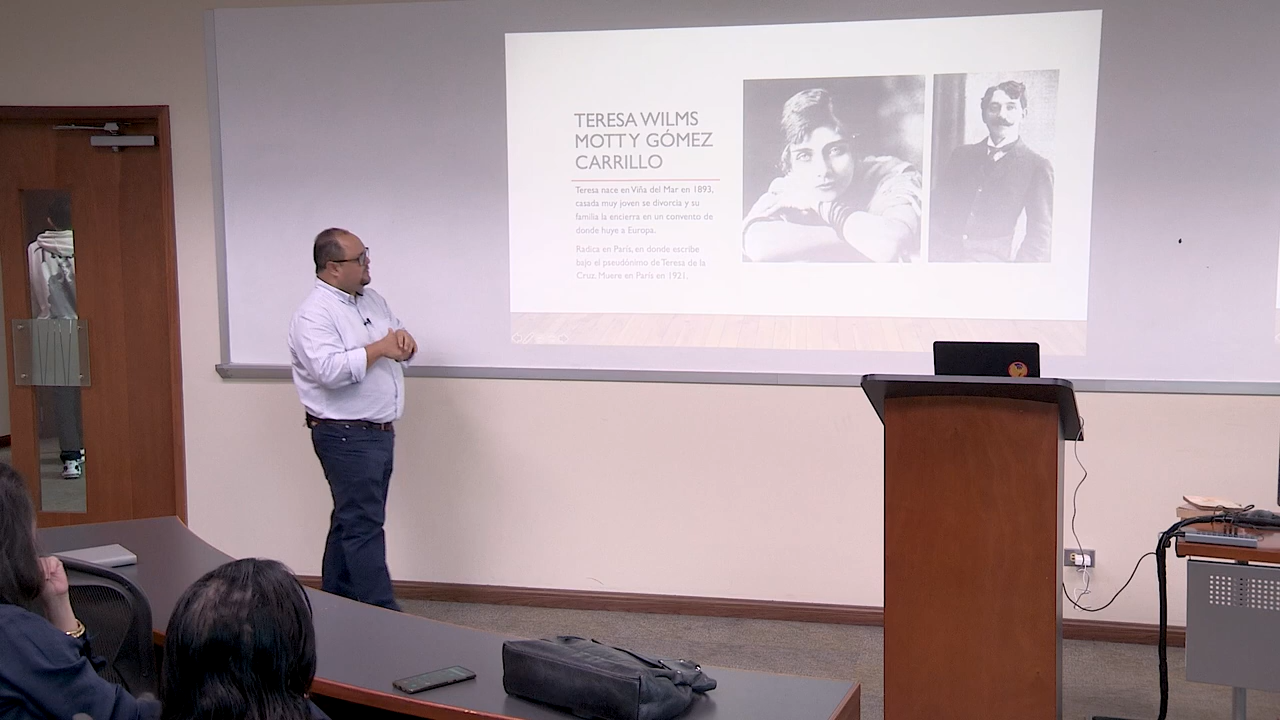 TERESA WILMS
MOTT Y GÓMEZ
CARRILLO
Teresa nace en Viña del Mar en 1893,
casada muy joven se divorcia y su
familia la encierra en un convento de
donde huye a Europa.
Radica en París, en donde escribe
bajo el pseudónimo de Teresa de la
Cruz. Muere en París en 1921.